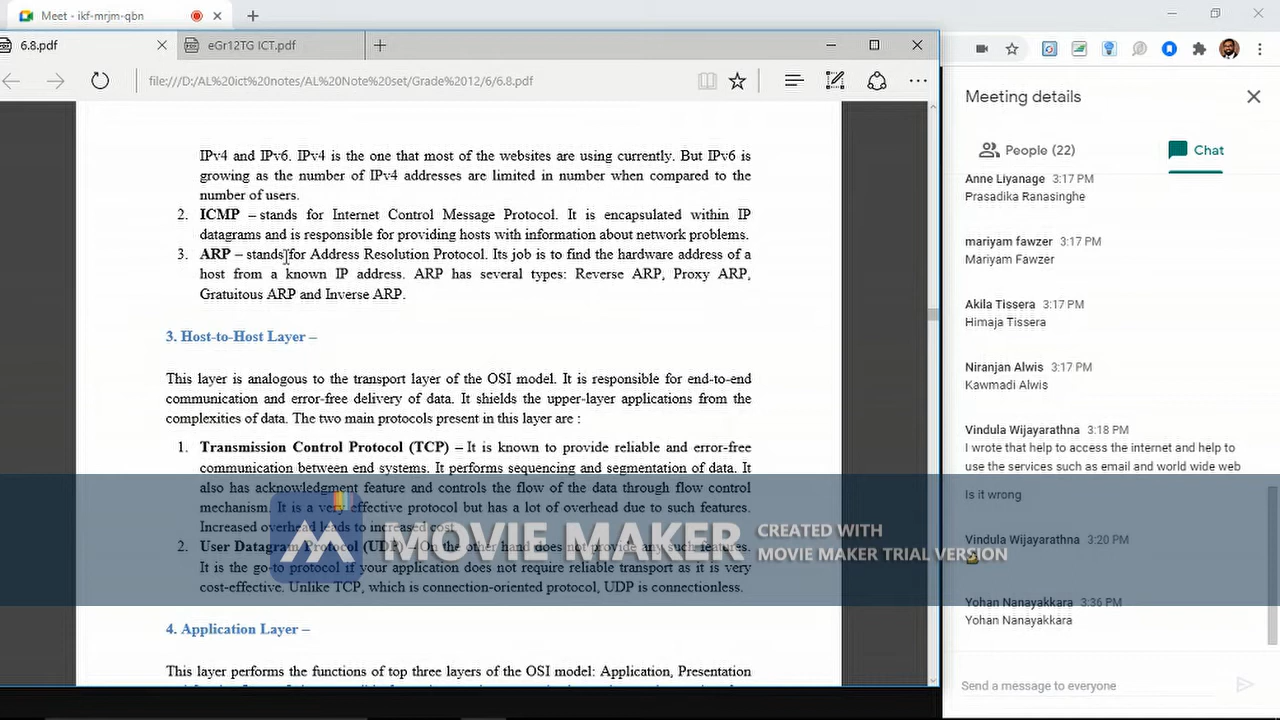 Meet - ikf-mrjm-qbn
6.8.pdf
eGr12TG ICT.pdf
file:///D:/AL%20ict%20notes/AL%20Note%20set/Grade%2012/6/6.8.pdf
IPv4 and IPv6. IPv4 is the one that most of the websites are using currently. But IPv6 is
growing as the number of IPv4 addresses are limited in number when compared to the
number of users.
2. ICMP – stands for Internet Control Message Protocol. It is encapsulated within IP
datagrams and is responsible for providing hosts with information about network problems.
3. ARP – stands for Address Resolution Protocol. Its job is to find the hardware address of a
host from a known IP address. ARP has several types: Reverse ARP, Proxy ARP,
Gratuitous ARP and Inverse ARP.
3. Host-to-Host Layer –
This layer is analogous to the transport layer of the OSI model. It is responsible for end-to-end
communication and error-free delivery of data. It shields the upper-layer applications from the
complexities of data. The two main protocols present in this layer are :
1. Transmission Control Protocol (TCP) – It is known to provide reliable and error-free
communication between end systems. It performs sequencing and segmentation of data. It
also has acknowledgment feature and controls the flow of the data through flow control
mechanism. It is a very effective protocol but has a lot of overhead due to such features.
Increased overhead leads to increased cost.
2. User Datagram Protocol (UDP) – On the other hand does not provide any such features.
It is the go-to protocol if your application does not require reliable transport as it is very
cost-effective. Unlike TCP, which is connection-oriented protocol, UDP is connectionless.
4. Application Layer –
This layer performs the functions of top three layers of the OSI model: Application, Presentation
MOVIE MAKER
CREATED WITH
MOVIE MAKER TRIAL VERSION
Meeting details
People (22)
Chat
Anne Liyanage 3:17 PM
Prasadika Ranasinghe
mariyam fawzer 3:17 PM
Mariyam Fawzer
Akila Tissera 3:17 PM
Himaja Tissera
Niranjan Alwis 3:17 PM
Kawmadi Alwis
Vindula Wijayarathna 3:18 PM
I wrote that help to access the internet and help to
use the services such as email and world wide web
Is it wrong
Vindula Wijayarathna 3:20 PM
Yohan Nanayakkara 3:36 PM
Yohan Nanayakkara
Send a message to everyone